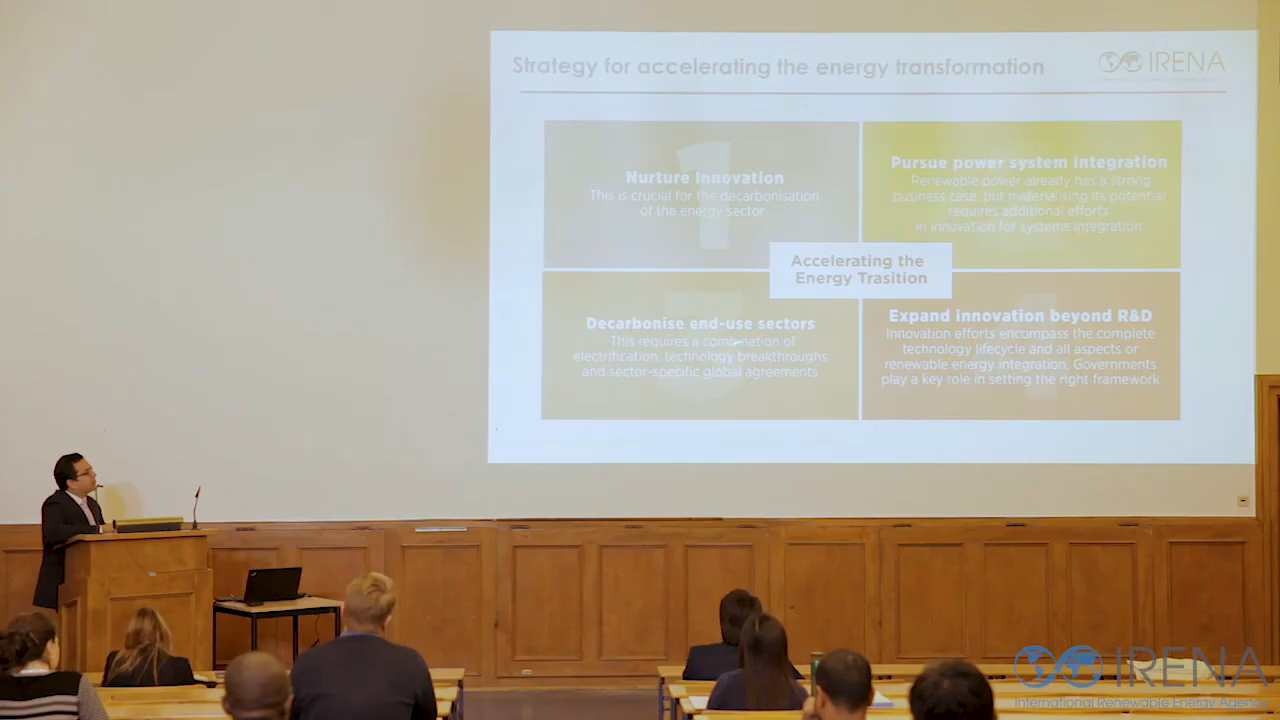 Strategy for accelerating the energy transformation
IRENA
1
Nurture Innovation
This is crucial for the decarbonisation
of the energy sector
Pursue power system integration
Renewable power already has a strong
business case, but materialising its potential
requires additional efforts
in innovation for systems integration
Accelerating the
Energy Trasition
Decarbonise end-use sectors
This requires a combination of
electrification, technology breakthroughs
and sector-specific global agreements
Expand innovation beyond R&D
Innovation efforts encompass the complete
technology lifecycle and all aspects or
renewable energy integration, Governments
play a key role in setting the right framework
IRENA
International Renewable Energy Agency